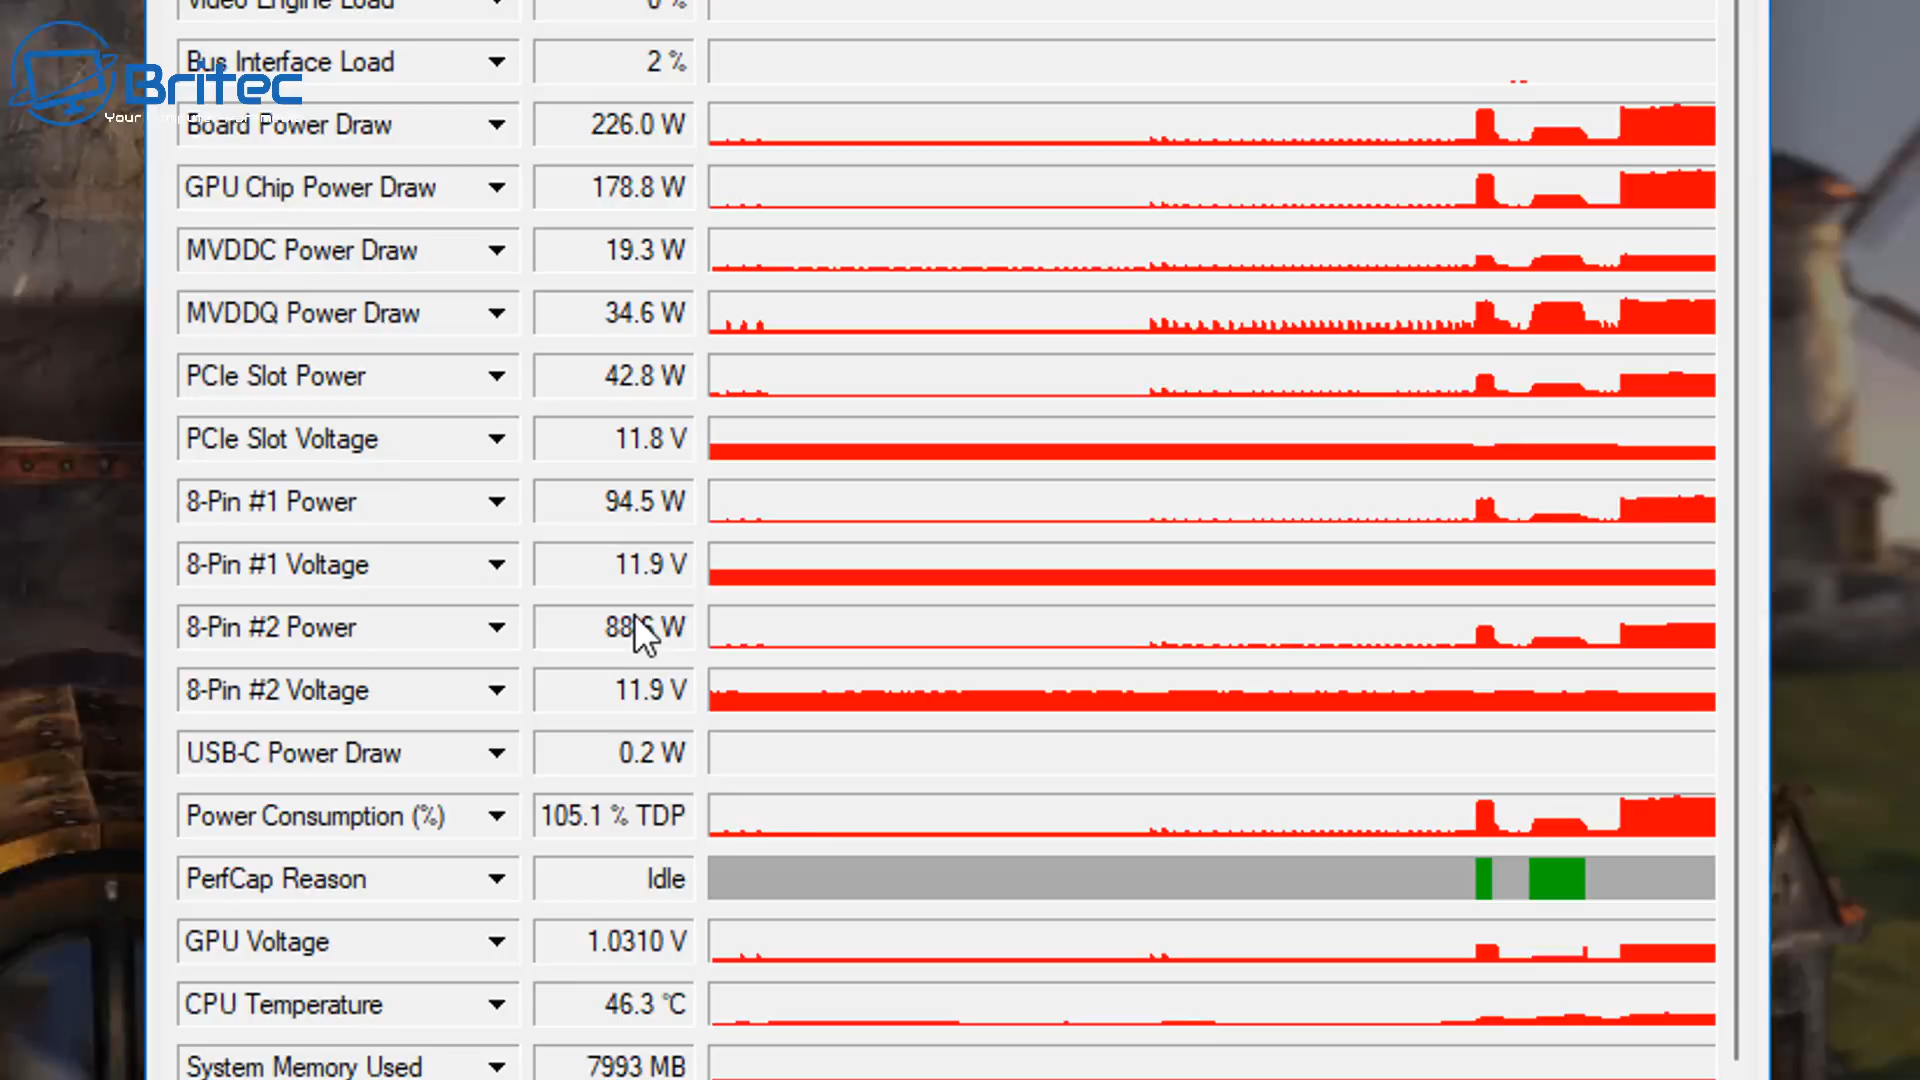 Video Engine Load 0 %
Britec
Bus Interface Load 2 %
Board Power Draw 226.0 W
GPU Chip Power Draw 178.8 W
MVDDC Power Draw 19.3 W
MVDDQ Power Draw 34.6 W
PCIe Slot Power 42.8 W
PCIe Slot Voltage 11.8 V
8-Pin #1 Power 94.5 W
8-Pin #1 Voltage 11.9 V
8-Pin #2 Power W
8-Pin #2 Voltage 11.9 V
USB-C Power Draw 0.2 W
Power Consumption (%) 105.1 % TDP
PerfCap Reason Idle
GPU Voltage 1.0310 V
CPU Temperature 46.3 °C
System Memory Used 7993 MB